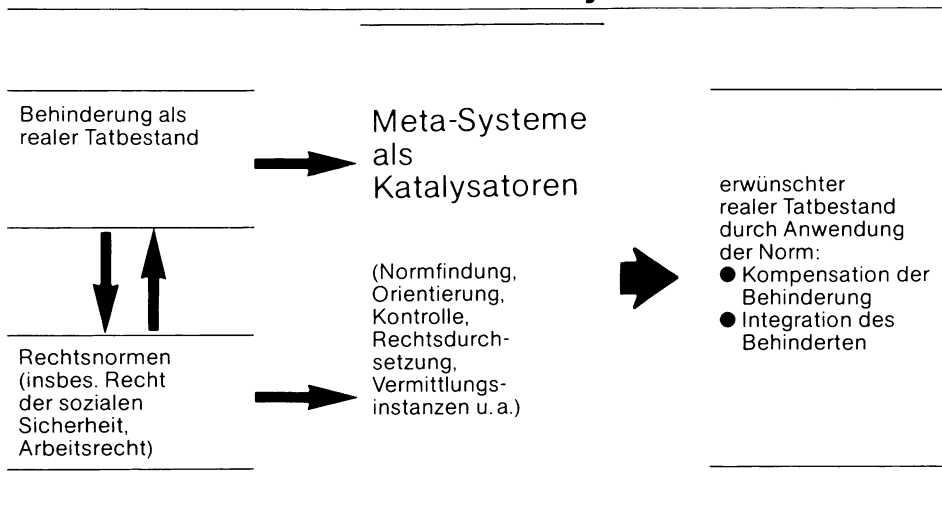 Behinderung als
realer Tatbestand
Rechtsnormen
(insbes. Recht
der sozialen
Sicherheit,
Arbeitsrecht)
Meta-Systeme
als
Katalysatoren
(Normfindung,
Orientierung,
Kontrolle,
Rechtsdurch-
setzung,
Vermittlungs-
instanzen u. a.)
erwünschter
realer Tatbestand
durch Anwendung
der Norm:
● Kompensation der
Behinderung
● Integration des
Behinderten